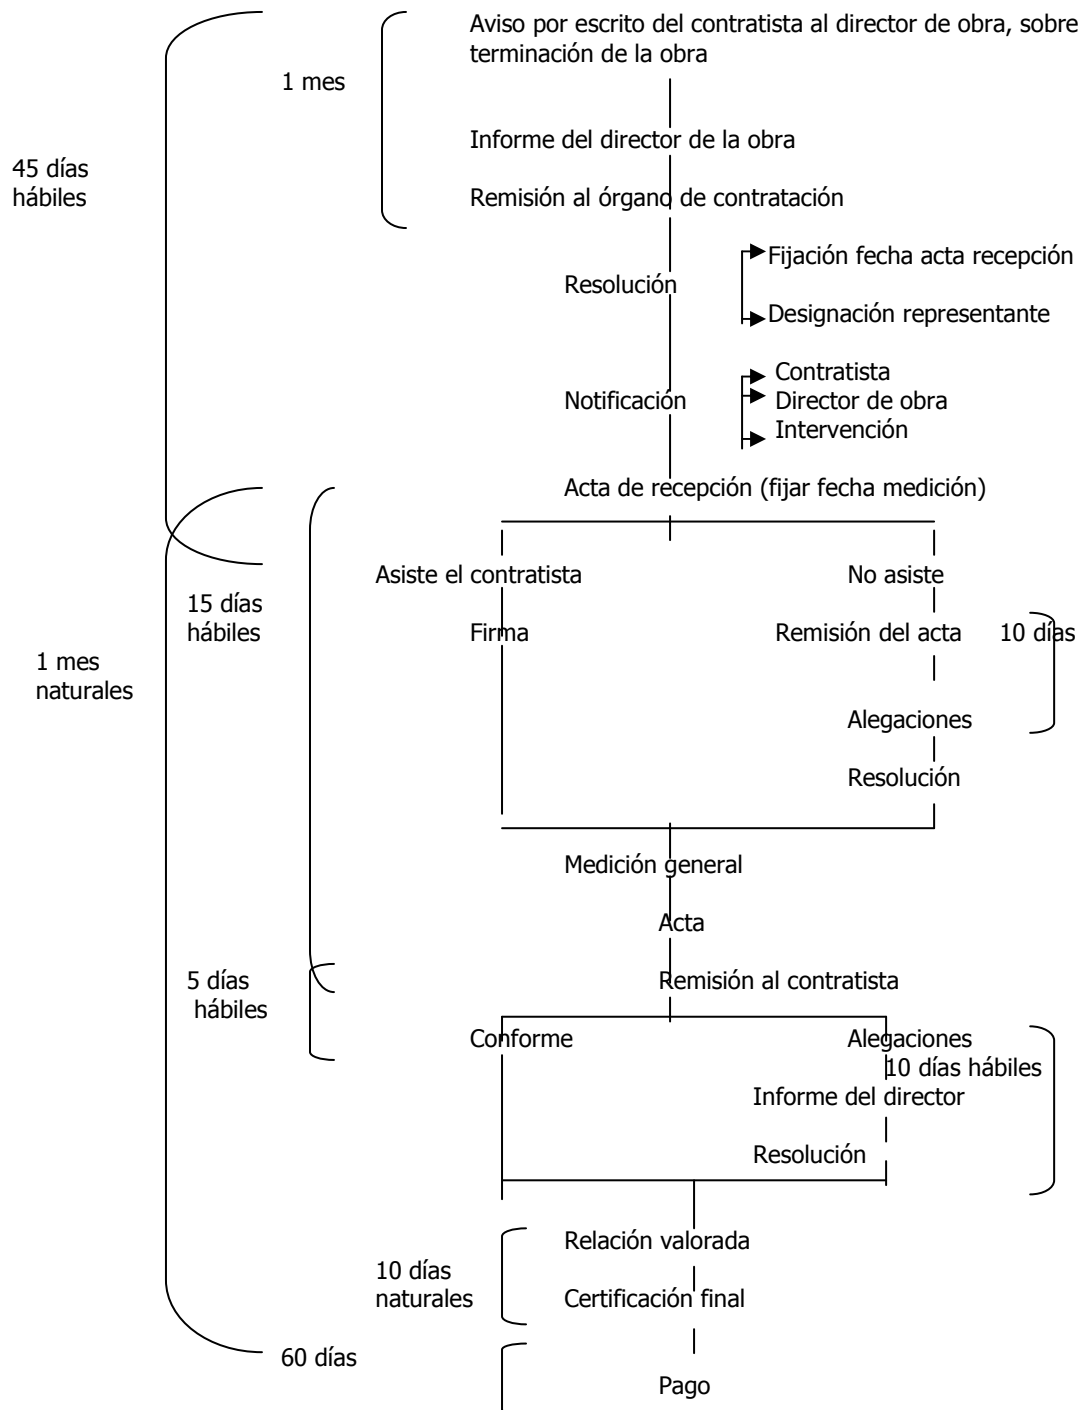 Aviso por escrito del contratista al director de obra, sobre
terminación de la obra
1 mes
Informe del director de la obra
45 días
hábiles
Remisión al órgano de contratación
Fijación fecha acta recepción
Resolución
Designación representante
Contratista
Notificación
Director de obra
Intervención
Acta de recepción (fijar fecha medición)
Asiste el contratista
No asiste
15 días
hábiles
Firma
Remisión del acta
10 días
1 mes
naturales
Alegaciones
Resolución
Medición general
Acta
5 días
hábiles
Remisión al contratista
Conforme
Alegaciones
10 días hábiles
Informe del director
Resolución
Relación valorada
10 días
naturales
Certificación final
60 días
Pago